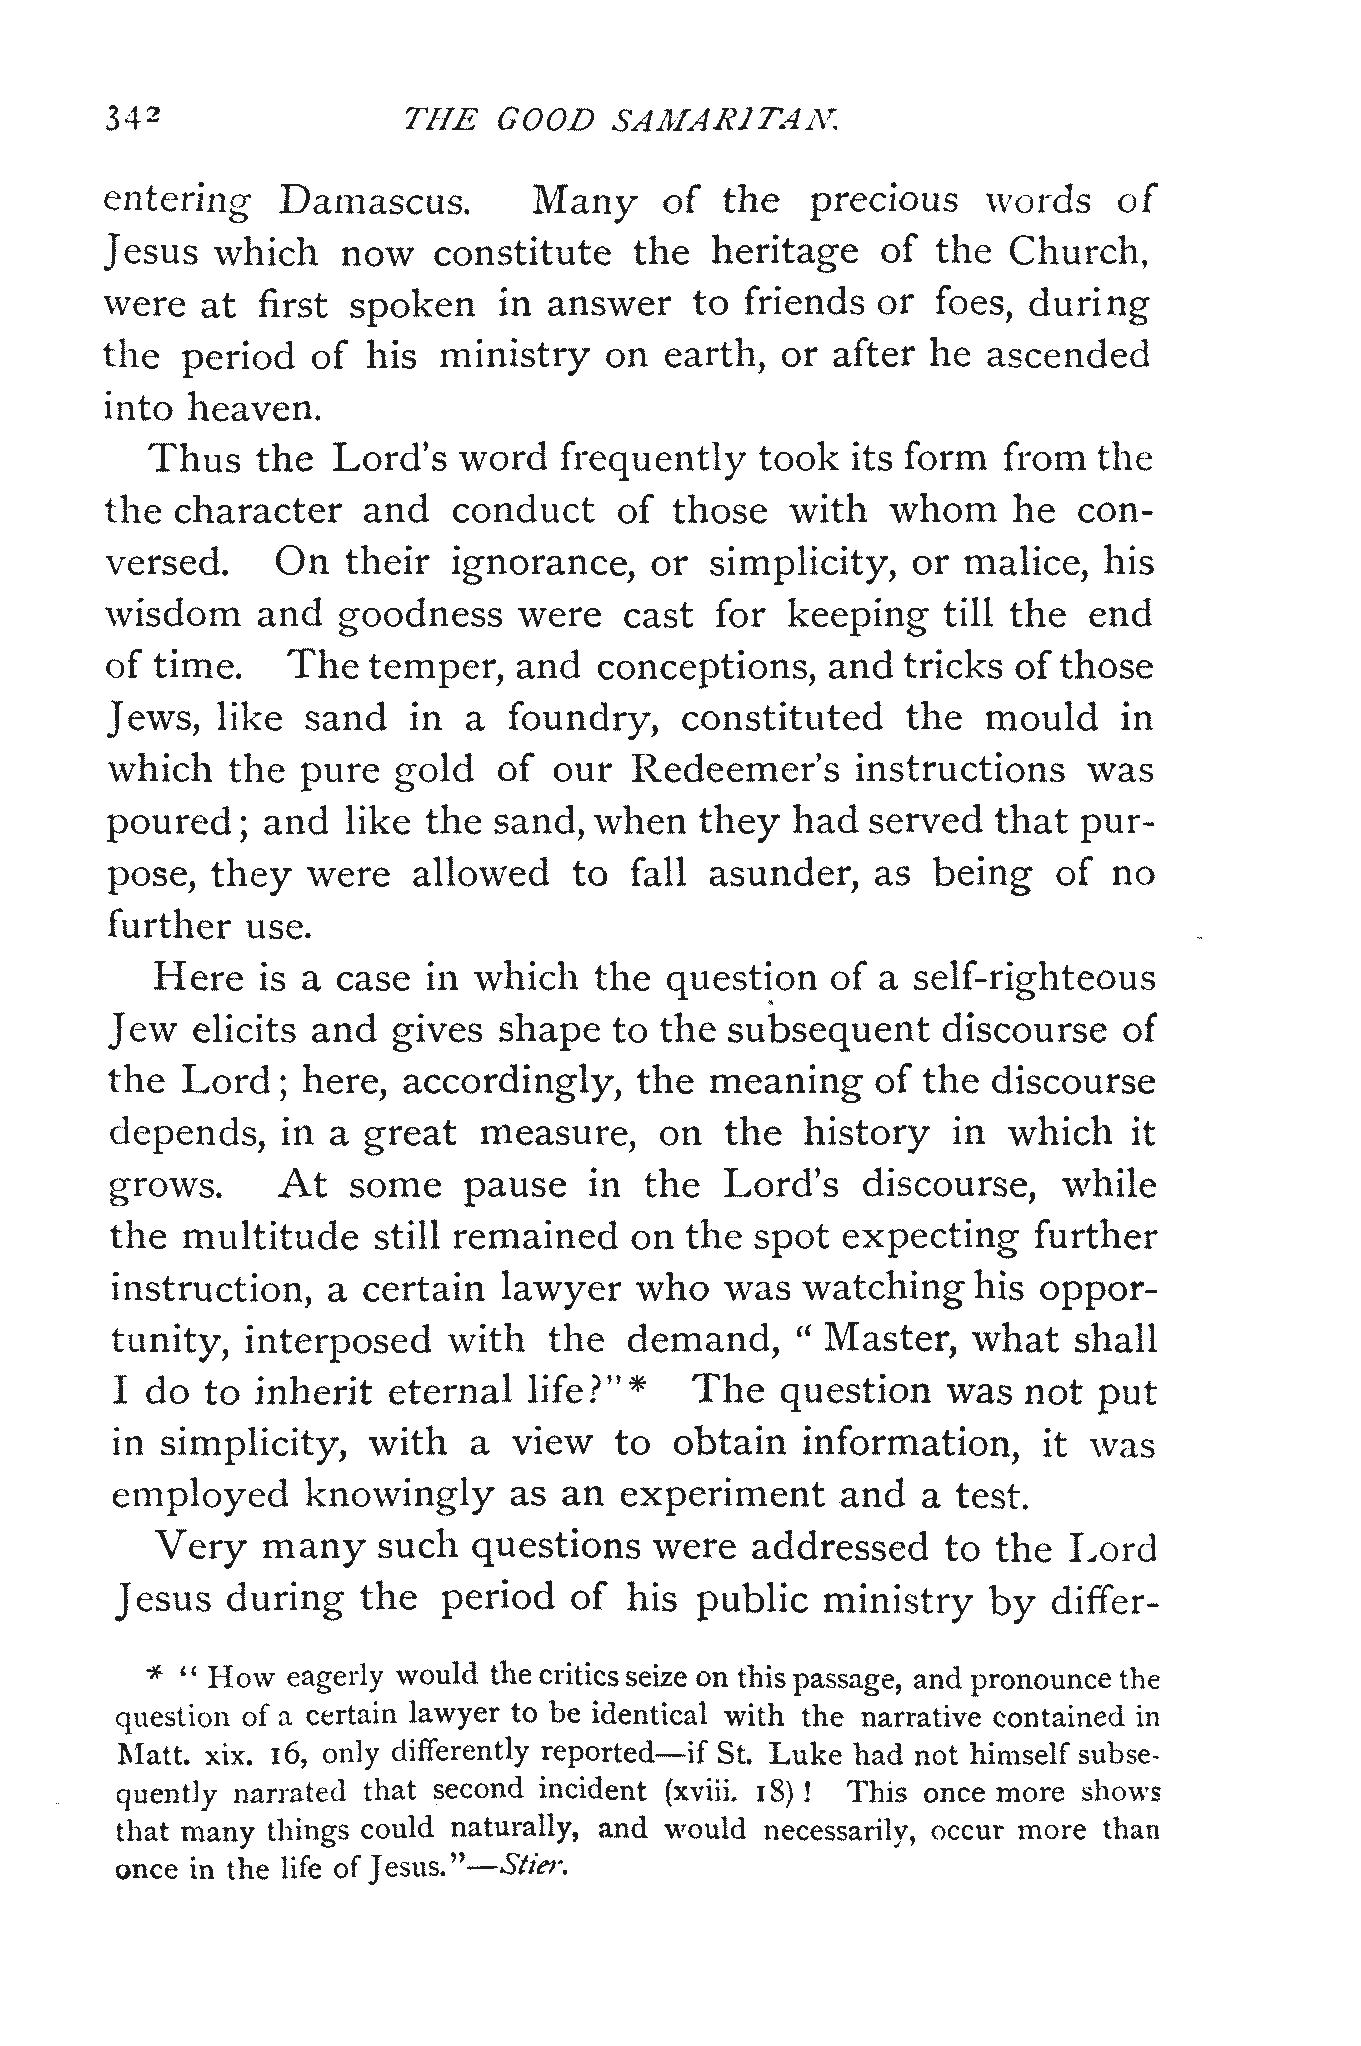 342 THE GOOD SAMARITAN.
entering Damascus. Many of the precious words of
Jesus which now constitute the heritage of the Church,
were at first spoken in answer to friends or foes, during
the period of his ministry on earth, or after he ascended
into heaven.
Thus the Lord's word frequently took its form from the
the character and conduct of those with whom he con-
versed. On their ignorance, or simplicity, or malice, his
wisdom and goodness were cast for keeping till the end
of time. The temper, and conceptions, and tricks of those
Jews, like sand in a foundry, constituted the mould in
which the pure gold of our Redeemer's instructions was
poured; and like the sand, when they had served that pur-
pose, they were allowed to fall asunder, as being of no
further use.
Here is a case in which the question of a self-righteous
Jew elicits and gives shape to the subsequent discourse of
the Lord; here, accordingly, the meaning of the discourse
depends, in a great measure, on the history in which it
grows. At some pause in the Lord's discourse, while
the multitude still remained on the spot expecting further
instruction, a certain lawyer who was watching his oppor-
tunity, interposed with the demand, "Master, what shall
I do to inherit eternal life?"* The question was not put
in simplicity, with a view to obtain information, it was
employed knowingly as an experiment and a test.
Very many such questions were addressed to the Lord
Jesus during the period of his public ministry by differ-
* "How eagerly would the critics seize on this passage, and pronounce the
question of a certain lawyer to be identical with the narrative contained in
Matt. xix. 16, only differently reported—if St. Luke had not himself subse-
quently narrated that second incident (xviii. 18)! This once more shows
that many things could naturally, and would necessarily, occur more than
once in the life of Jesus."—Stier.